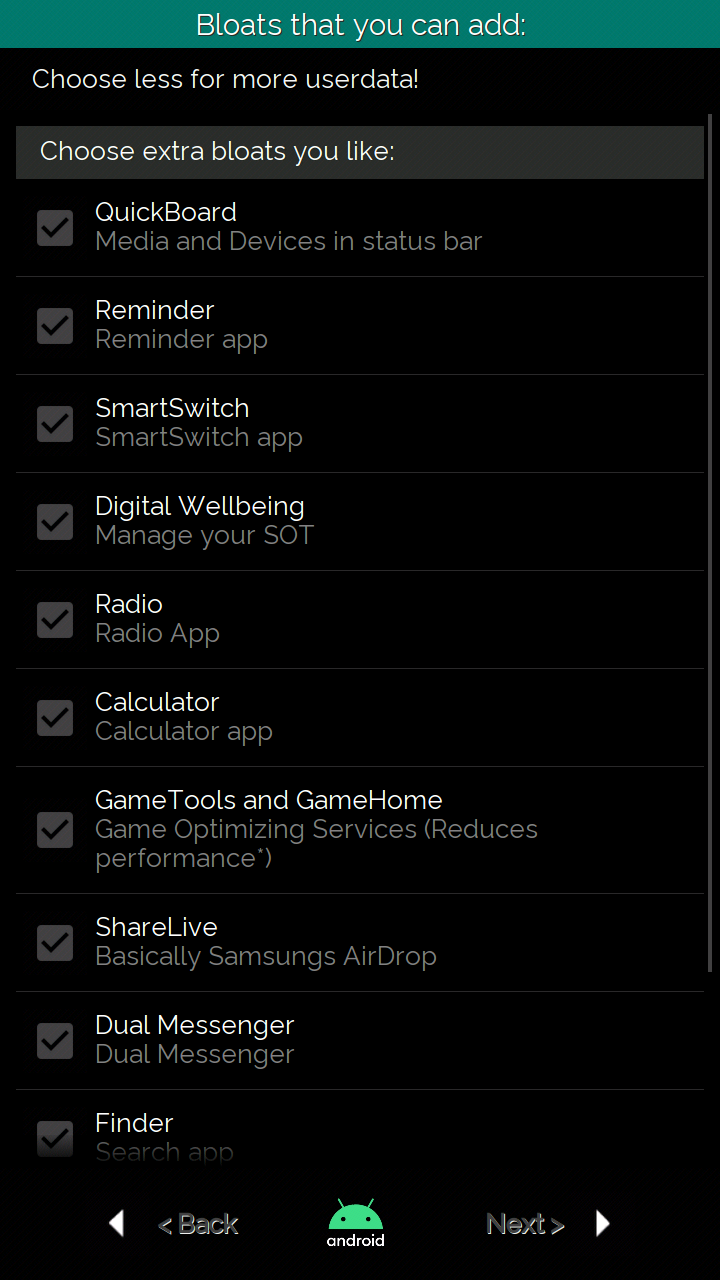 Bloats that you can add:
Choose less for more userdata!
Choose extra bloats you like:
QuickBoard
Media and Devices in status bar
Reminder
Reminder app
SmartSwitch
SmartSwitch app
Digital Wellbeing
Manage your SOT
Radio
Radio App
Calculator
Calculator app
GameTools and GameHome
Game Optimizing Services (Reduces
performance*)
ShareLive
Basically Samsungs AirDrop
Dual Messenger
Dual Messenger
Finder
Search app
< Back
android
Next >